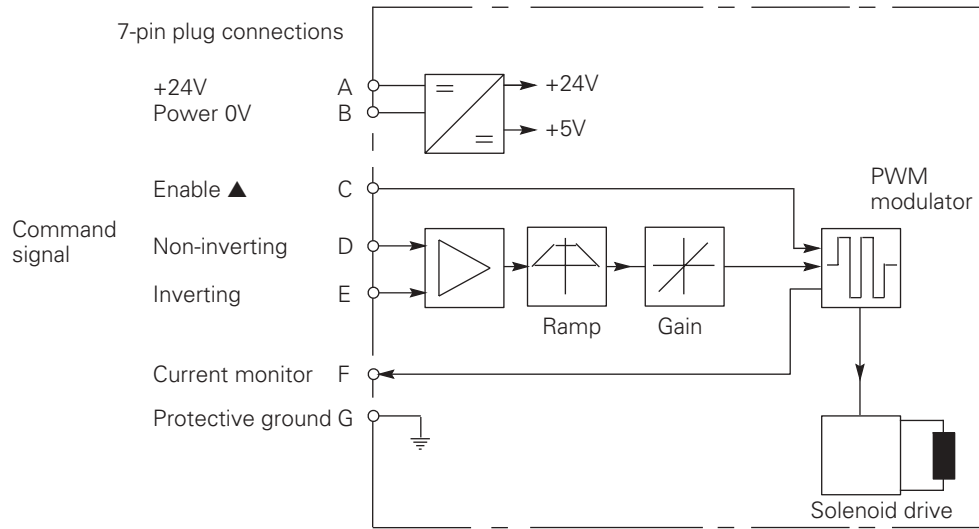 7-pin plug connections
+24V A
Power 0V B
+24V
+5V
Enable ▲ C
PWM
modulator
Command
signal
Non-inverting D
Inverting E
Ramp
Gain
Current monitor F
Protective ground G
Solenoid drive